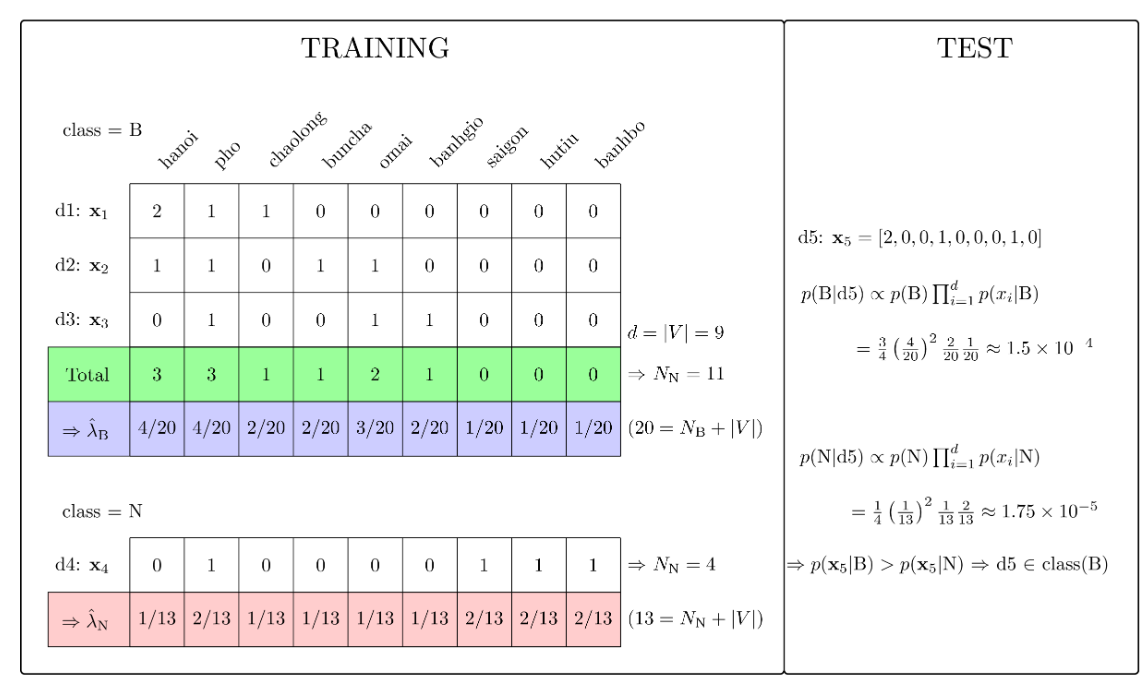 TRAINING
class = B
hanoi pho chaolong buncha omai banhgio saigon hutiu banhbo
d1: x₁ 2 1 1 0 0 0 0 0 0
d2: x₂ 1 1 0 1 1 0 0 0 0
d3: x₃ 0 1 0 0 1 1 0 0 0
d = |V| = 9
Total 3 3 1 1 2 1 0 0 0 ⇒ N_N = 11
⇒ λ̂_B 4/20 4/20 2/20 2/20 3/20 2/20 1/20 1/20 1/20 (20 = N_B + |V|)
class = N
d4: x₄ 0 1 0 0 0 0 1 1 1 ⇒ N_N = 4
⇒ λ̂_N 1/13 2/13 1/13 1/13 1/13 1/13 2/13 2/13 2/13 (13 = N_N + |V|)
TEST
d5: x₅ = [2, 0, 0, 1, 0, 0, 0, 1, 0]
p(B|d5) ∝ p(B) ∏_{i=1}^d p(x_i|B)
= 3/4 (4/20)² 2/20 1/20 ≈ 1.5 × 10⁻⁴
p(N|d5) ∝ p(N) ∏_{i=1}^d p(x_i|N)
= 1/4 (1/13)² 1/13 2/13 ≈ 1.75 × 10⁻⁵
⇒ p(x₅|B) > p(x₅|N) ⇒ d5 ∈ class(B)